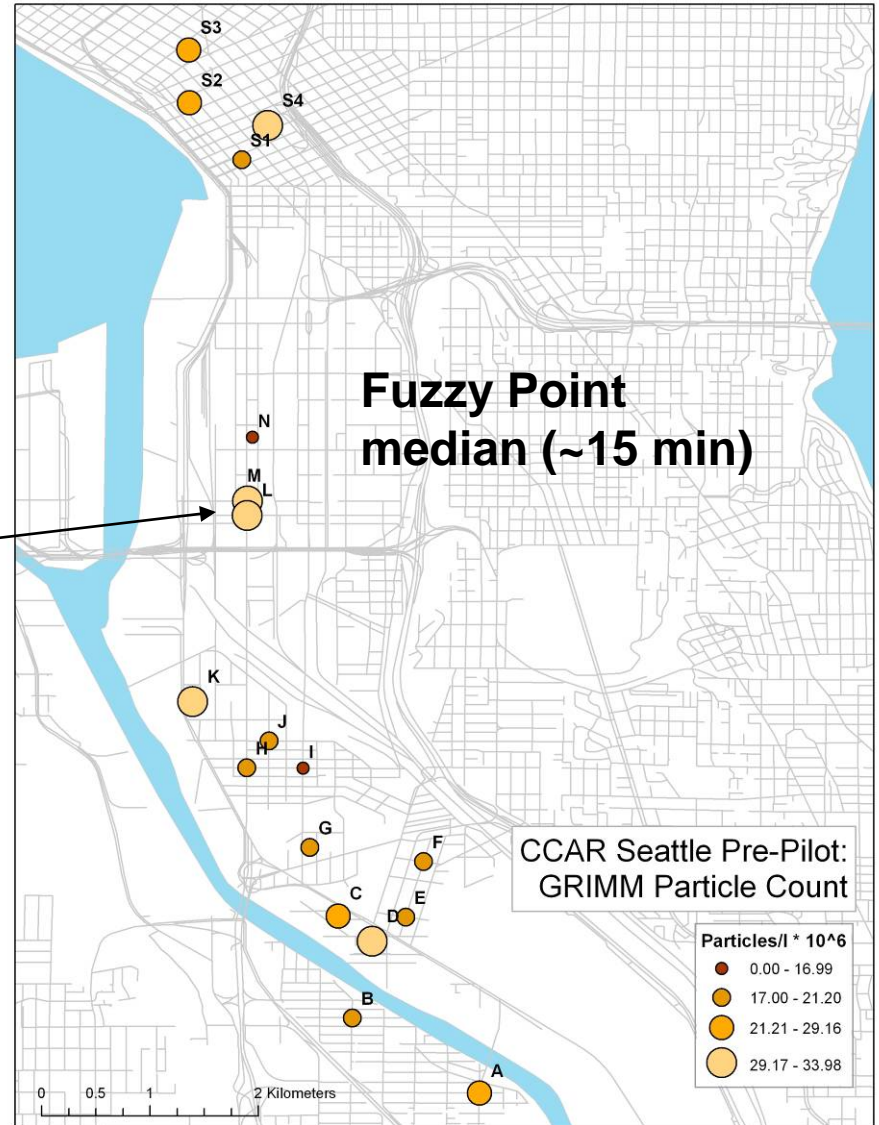 S3
S2
S4
S1
Fuzzy Point
median (~15 min)
N
M
L
K
J
H
I
G
F
CCAR Seattle Pre-Pilot:
GRIMM Particle Count
C
D
E
B
A
Particles/l * 10^6
0.00 - 16.99
17.00 - 21.20
21.21 - 29.16
29.17 - 33.98
0 0.5 1 2 Kilometers